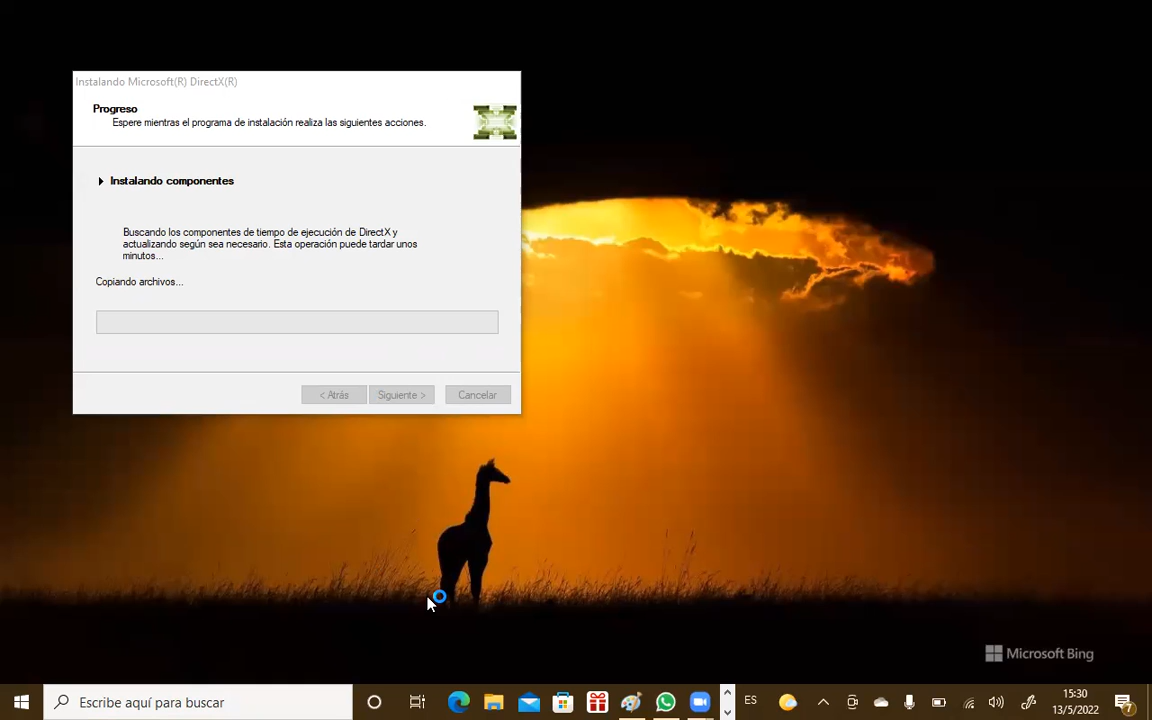 Instalando Microsoft(R) DirectX(R)
Progreso
Espere mientras el programa de instalación realiza las siguientes acciones.
Instalando componentes
Buscando los componentes de tiempo de ejecución de DirectX y
actualizando según sea necesario. Esta operación puede tardar unos
minutos...
Copiando archivos...
< Atrás
Siguiente >
Cancelar
Microsoft Bing
Escribe aquí para buscar
ES
15:30
13/5/2022
7